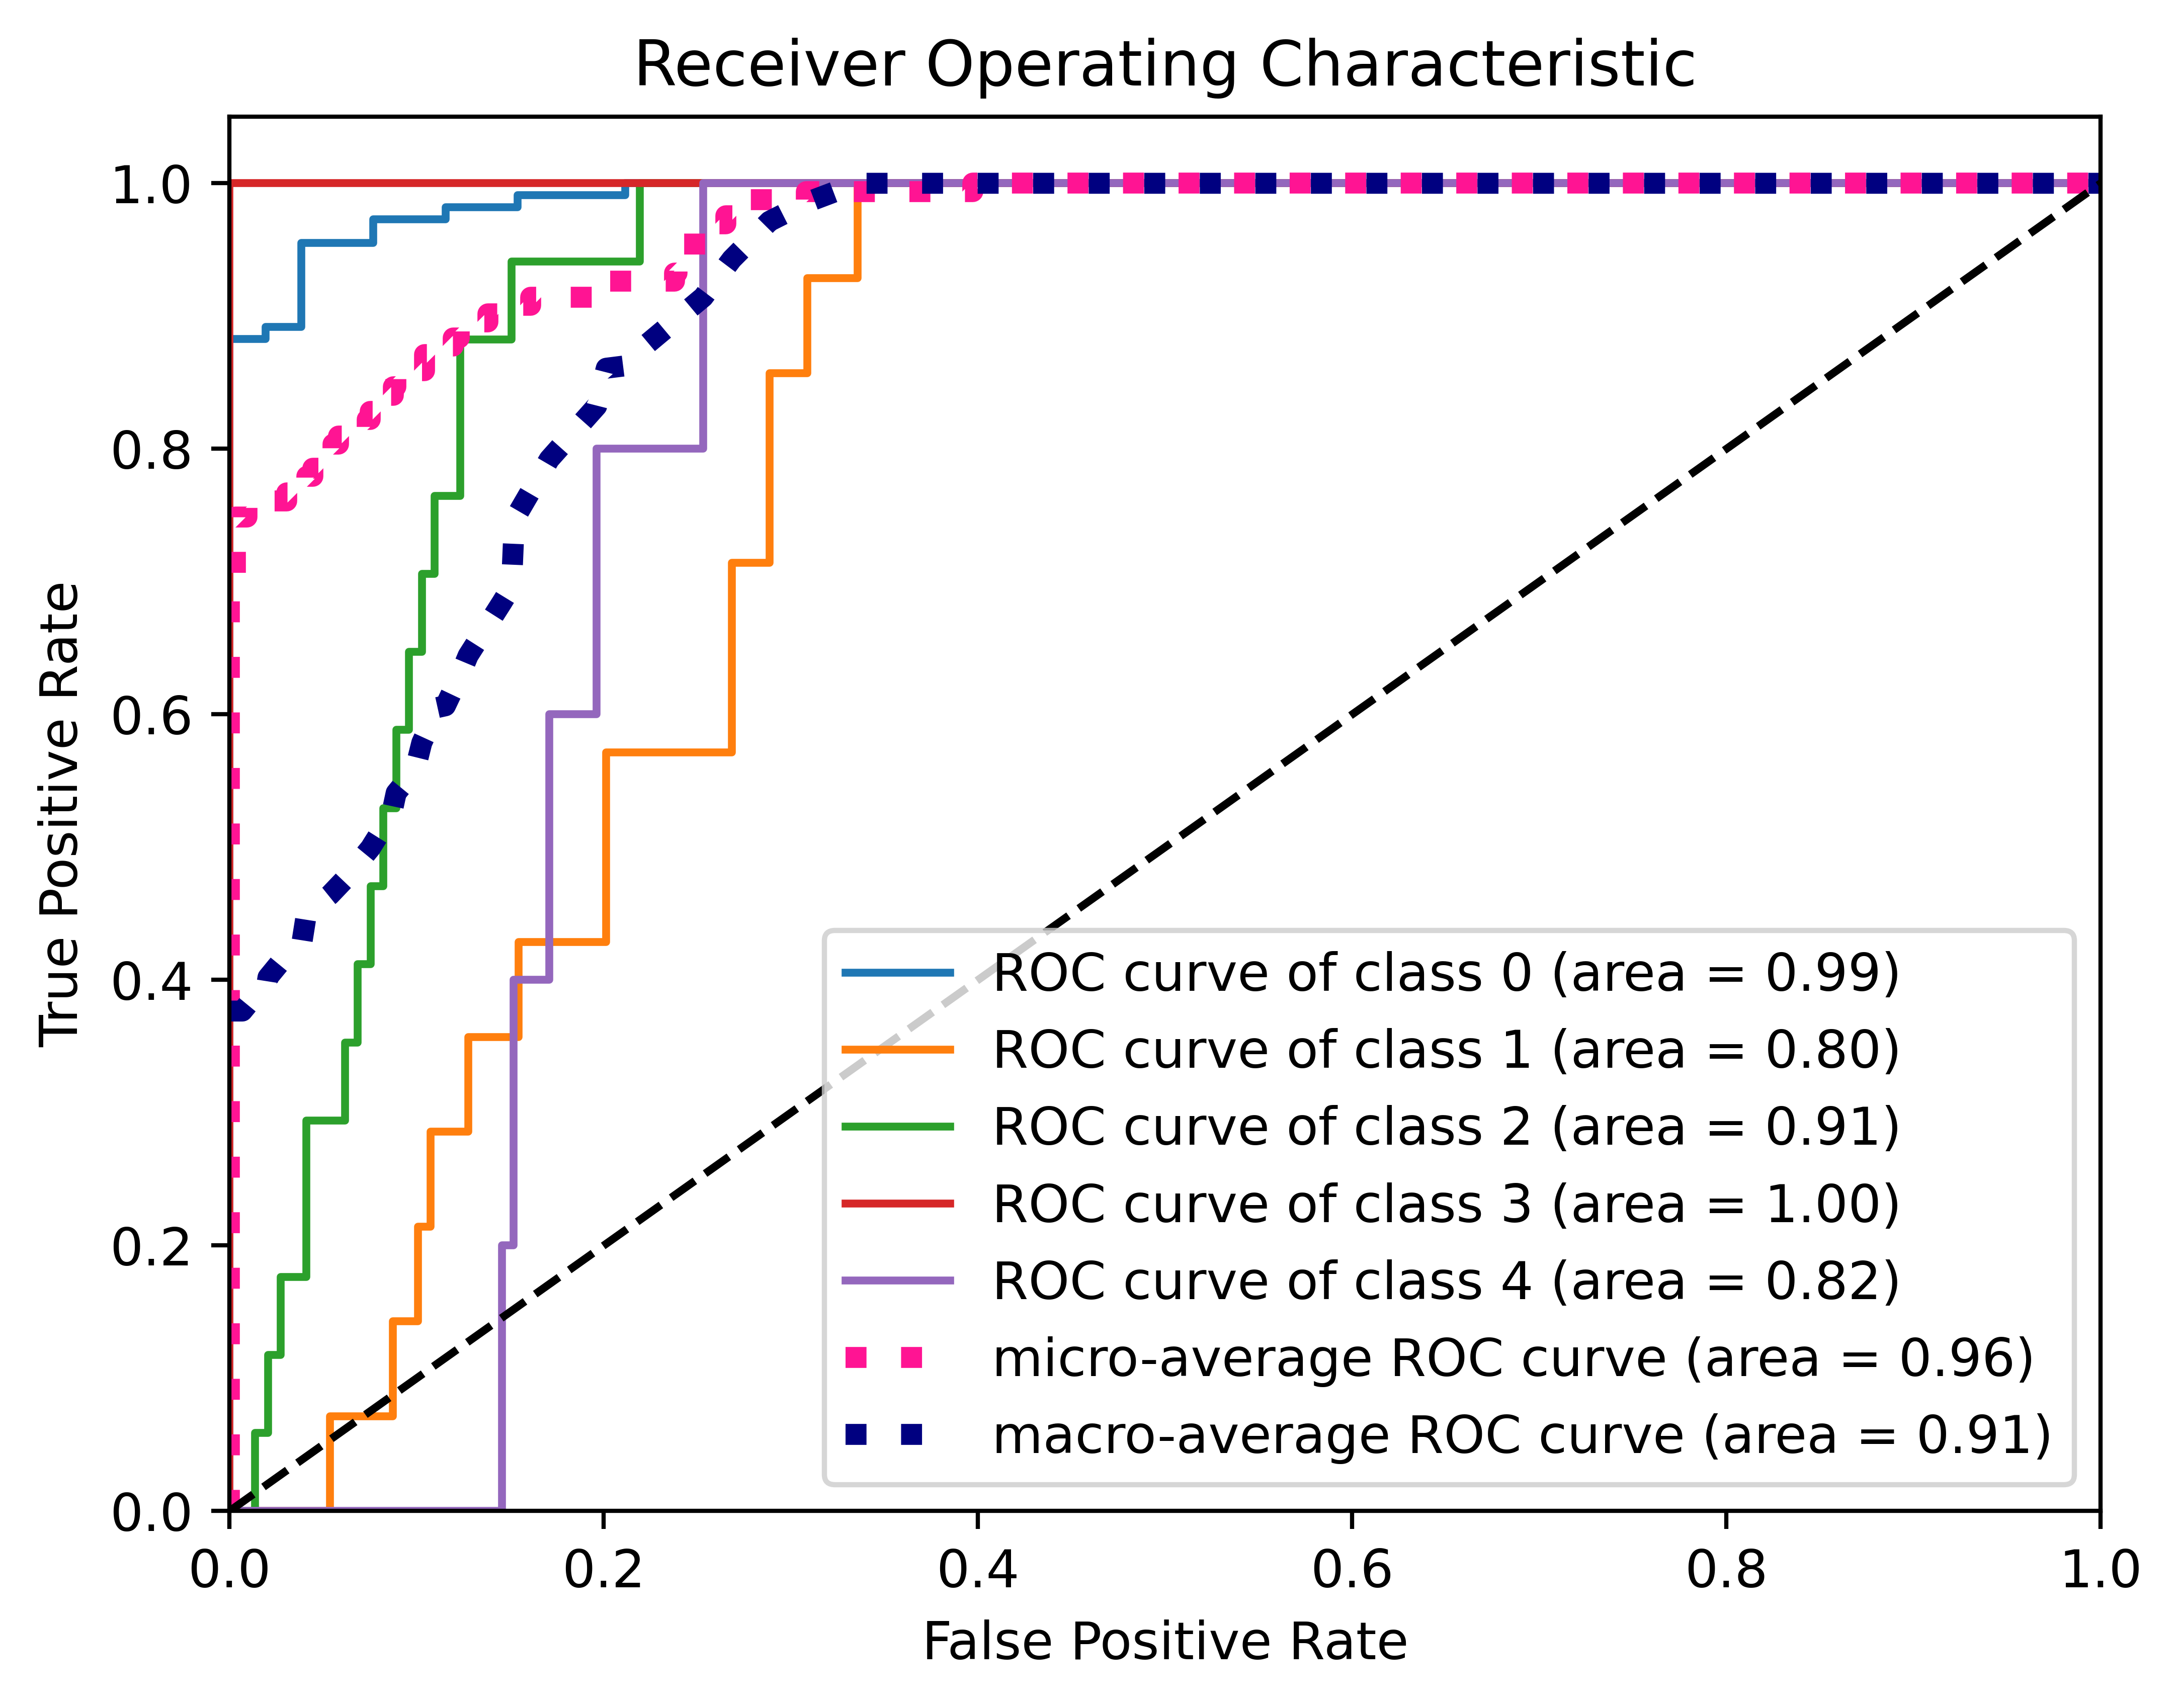 Receiver Operating Characteristic
1.0
0.8
0.6
0.4
0.2
0.0
True Positive Rate
ROC curve of class 0 (area = 0.99)
ROC curve of class 1 (area = 0.80)
ROC curve of class 2 (area = 0.91)
ROC curve of class 3 (area = 1.00)
ROC curve of class 4 (area = 0.82)
micro-average ROC curve (area = 0.96)
macro-average ROC curve (area = 0.91)
0.0 0.2 0.4 0.6 0.8 1.0
False Positive Rate